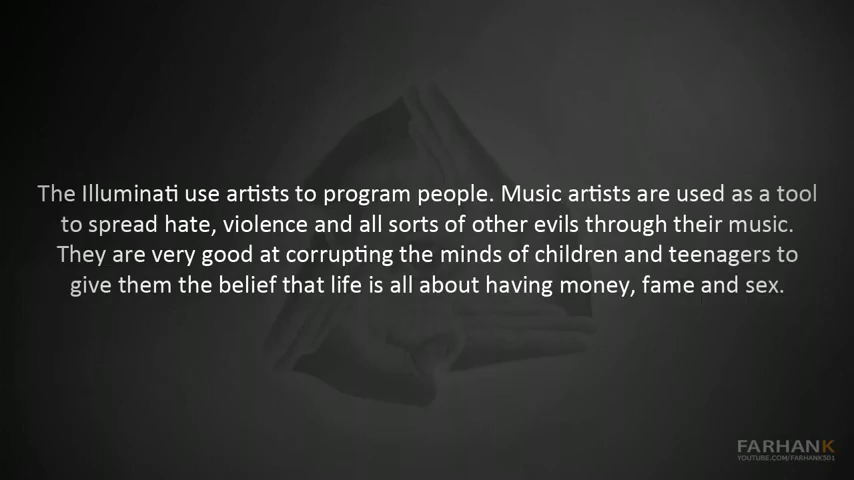 The Illuminati use artists to program people. Music artists are used as a tool
to spread hate, violence and all sorts of other evils through their music.
They are very good at corrupting the minds of children and teenagers to
give them the belief that life is all about having money, fame and sex.
FARHANK
YOUTUBE.COM/FARHANK501